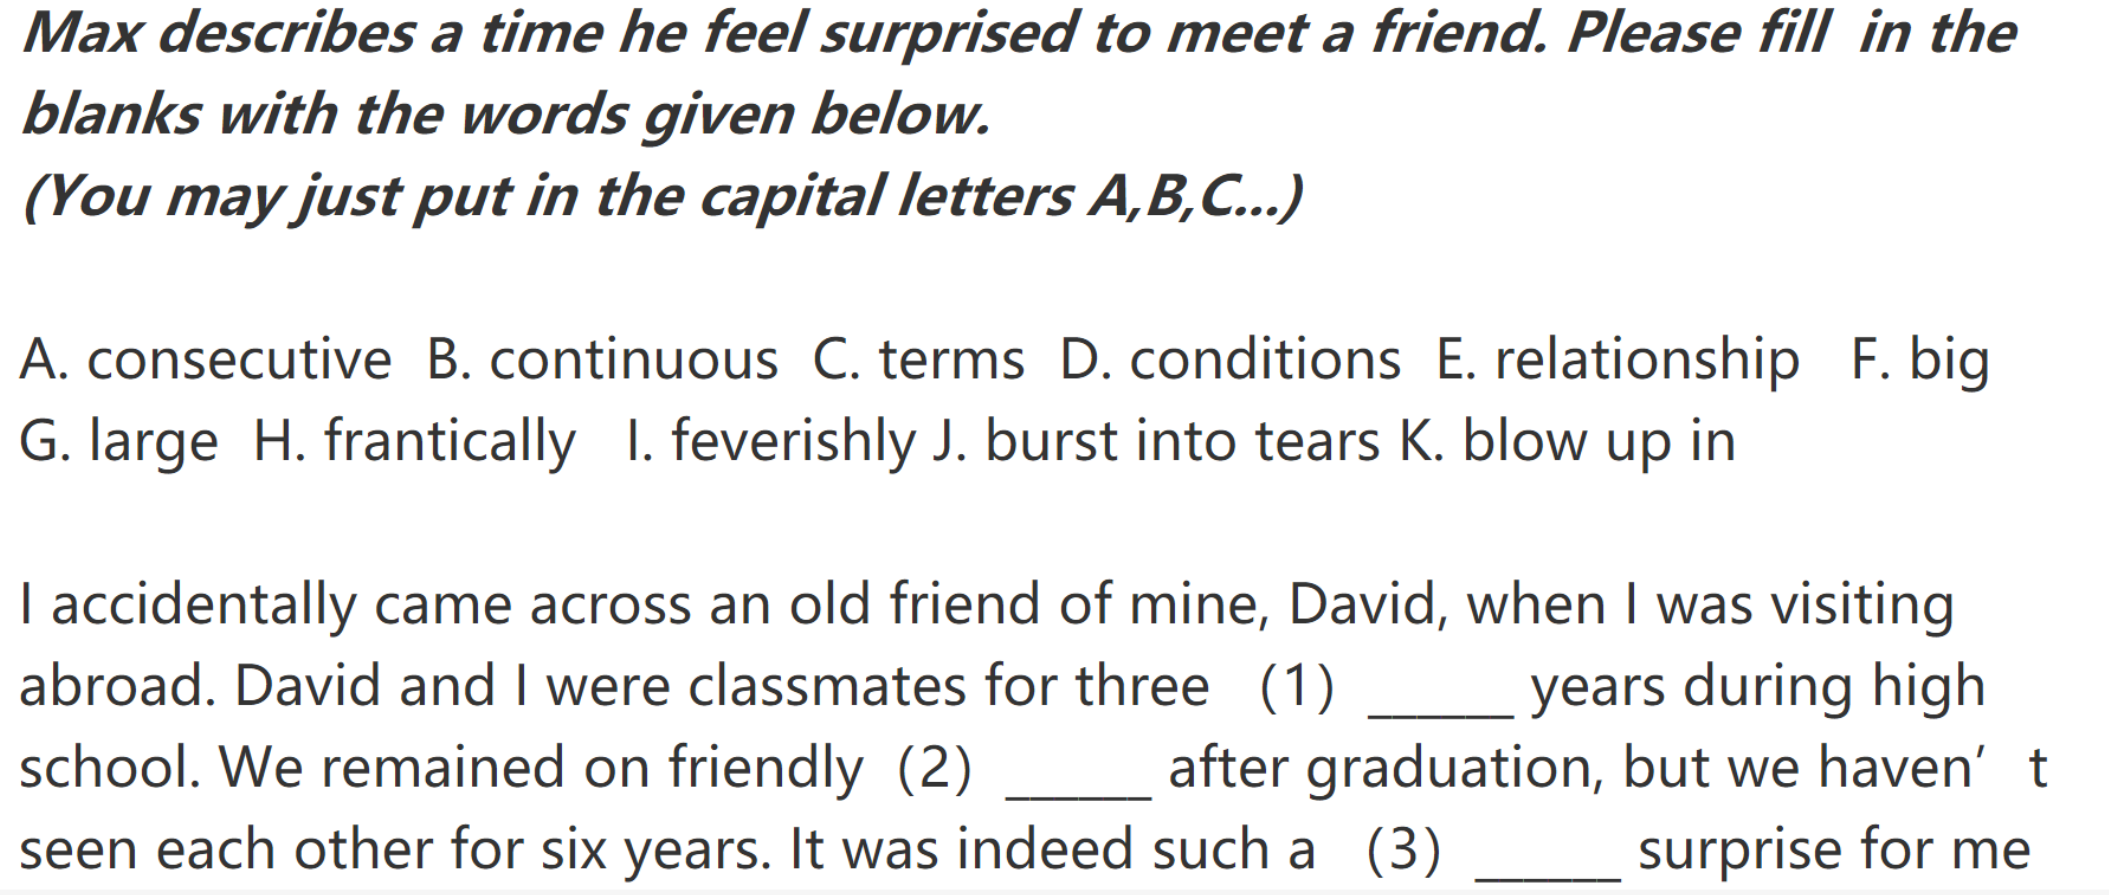 Max describes a time he feel surprised to meet a friend. Please fill  in the
blanks with the words given below.
(You may just put in the capital letters A,B,C...)
A. consecutive  B. continuous  C. terms  D. conditions  E. relationship   F. big
G. large  H. frantically   I. feverishly J. burst into tears K. blow up in
I accidentally came across an old friend of mine, David, when I was visiting
abroad. David and I were classmates for three （1）______ years during high
school. We remained on friendly（2）______ after graduation, but we haven’t
seen each other for six years. It was indeed such a （3）______ surprise for me